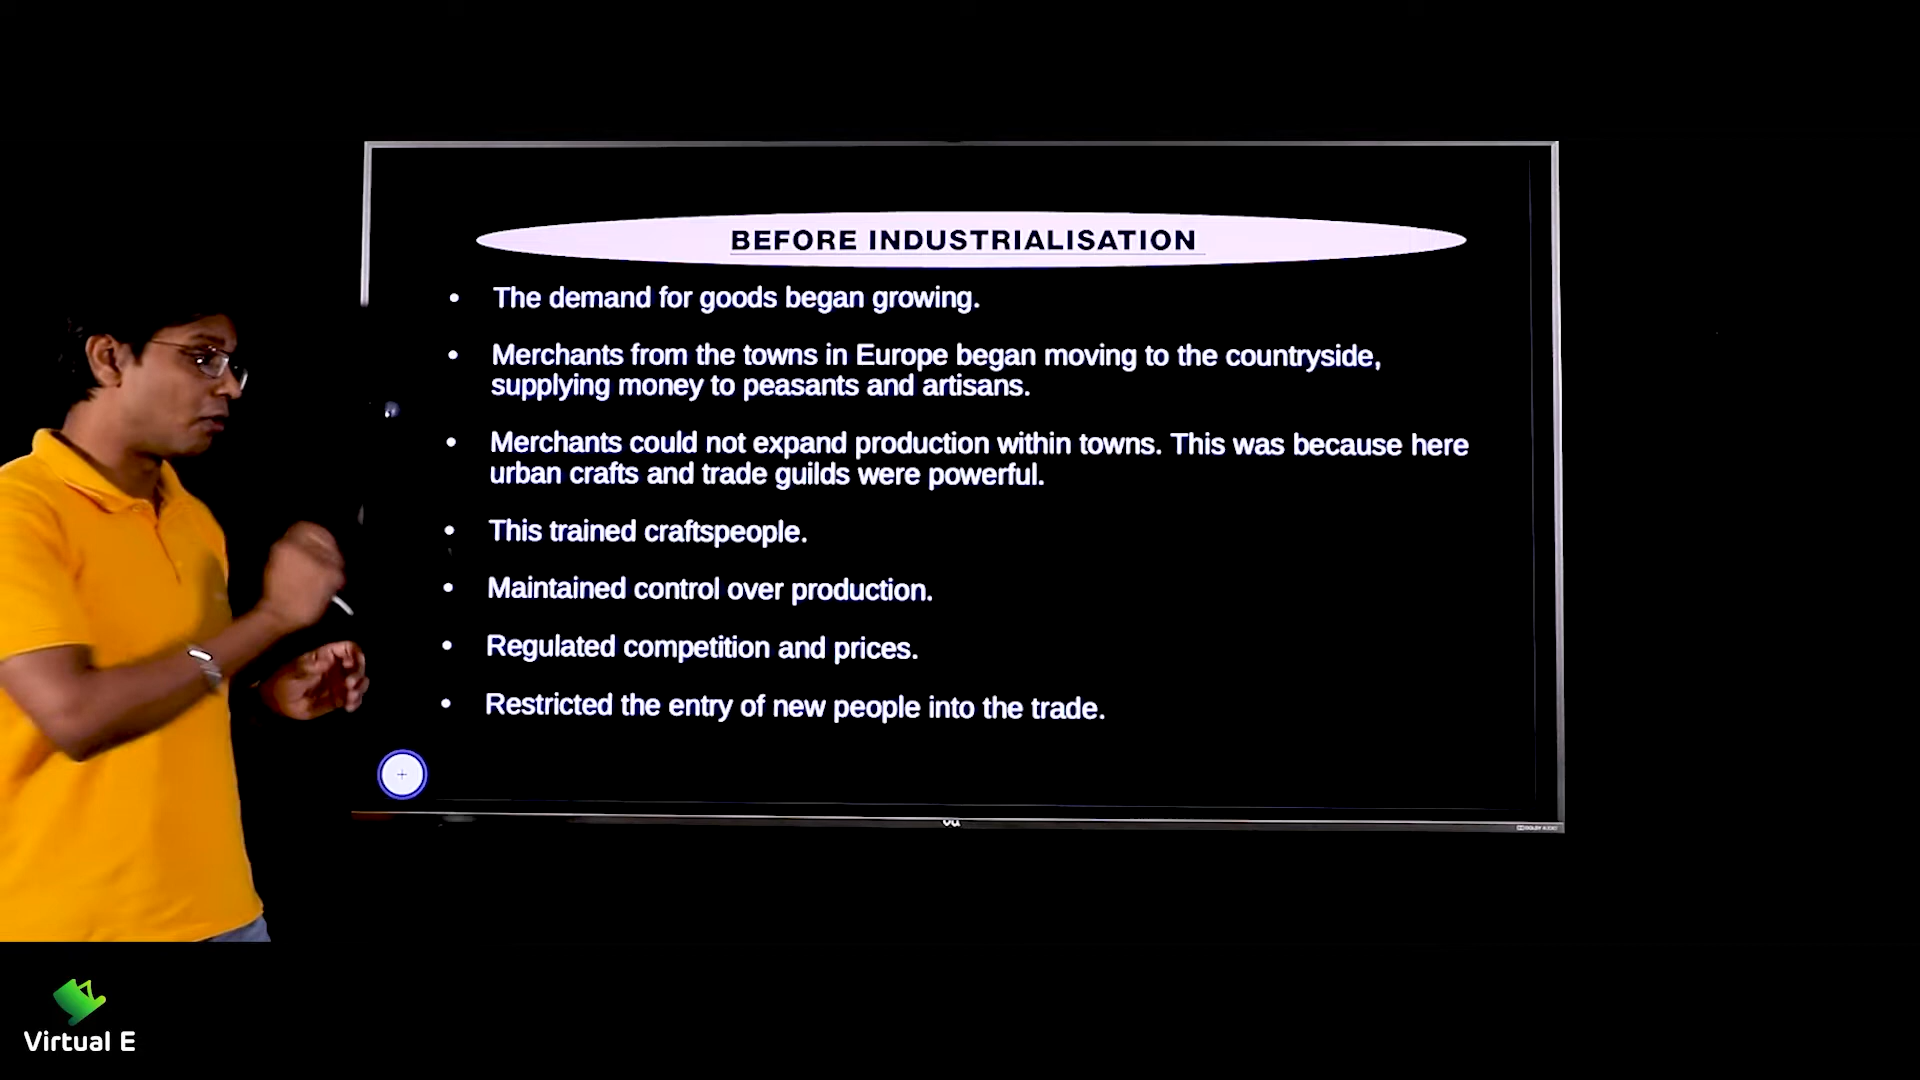 BEFORE INDUSTRIALISATION
• The demand for goods began growing.
• Merchants from the towns in Europe began moving to the countryside,
supplying money to peasants and artisans.
• Merchants could not expand production within towns. This was because here
urban crafts and trade guilds were powerful.
• This trained craftspeople.
• Maintained control over production.
• Regulated competition and prices.
• Restricted the entry of new people into the trade.
Virtual E